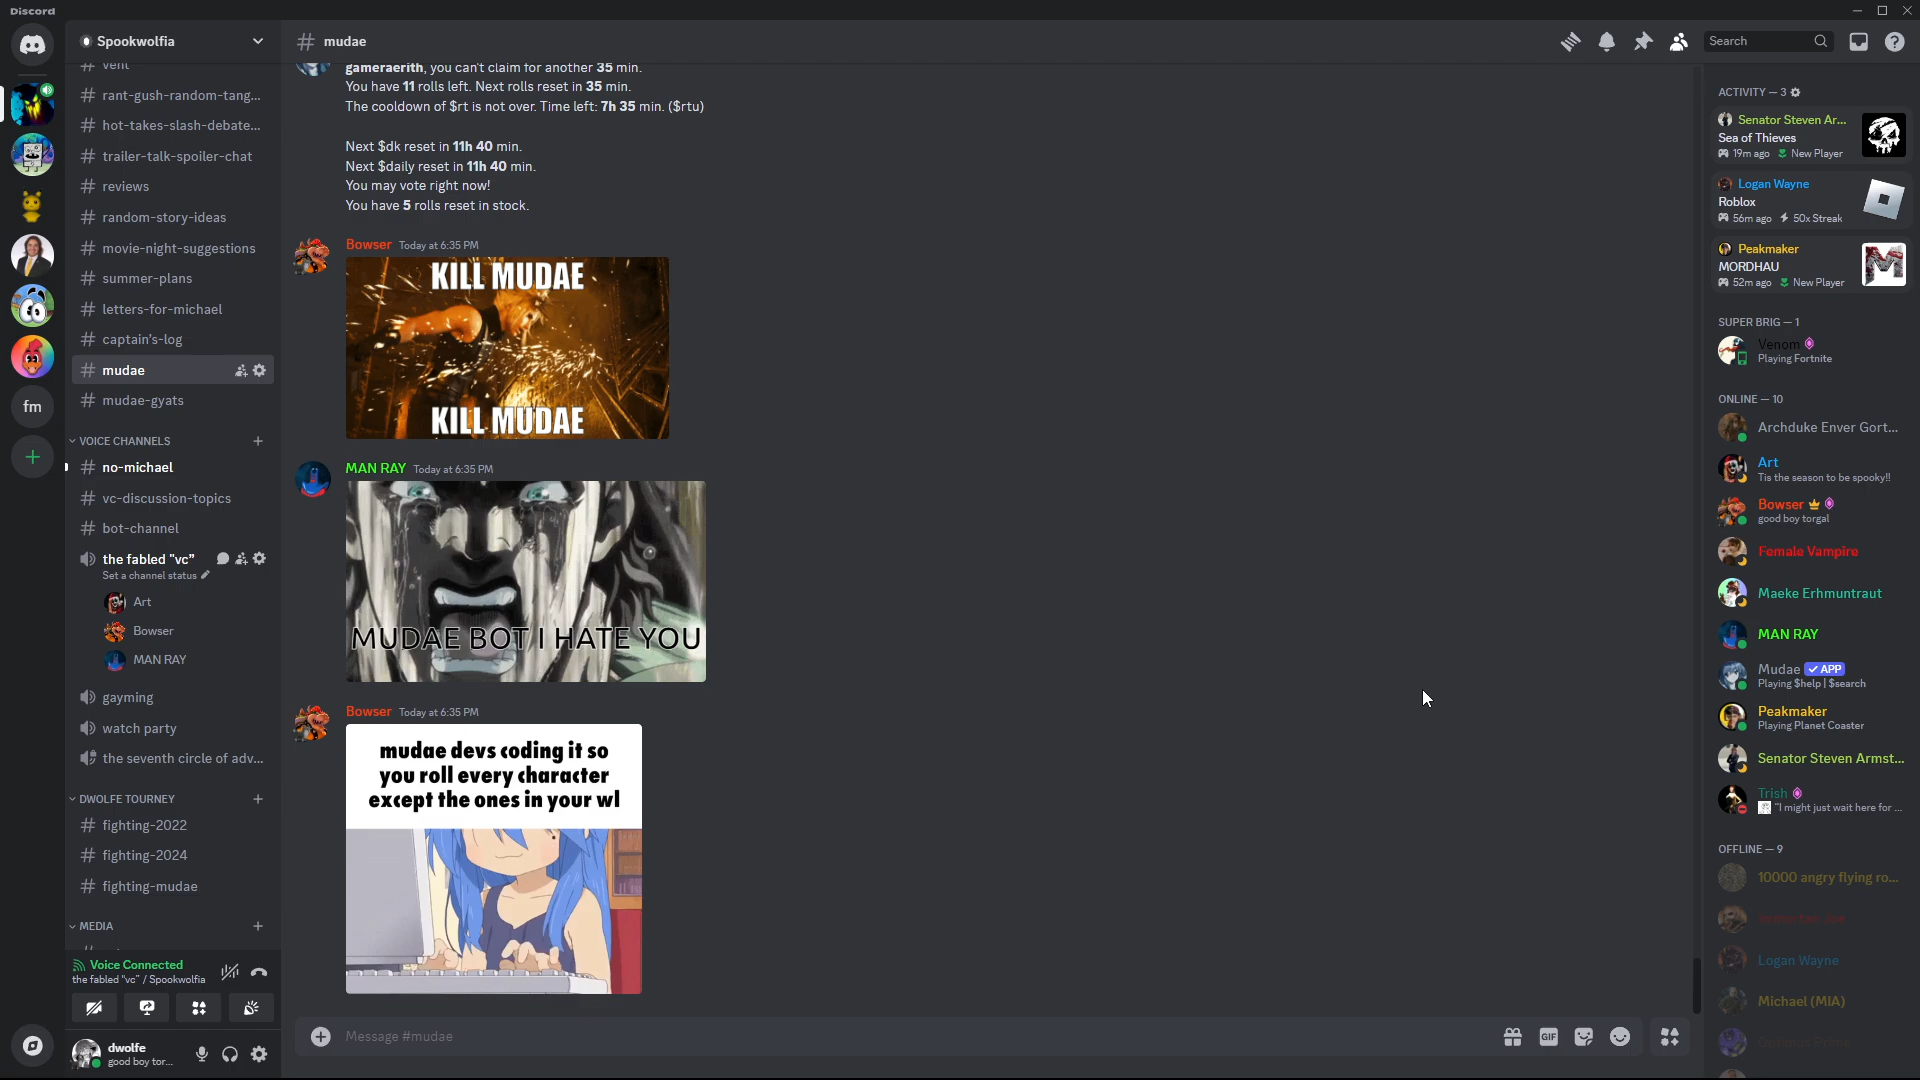 Discord
Spookwolfia
vent
rant-gush-random-tang...
hot-takes-slash-debate...
trailer-talk-spoiler-chat
reviews
random-story-ideas
movie-night-suggestions
summer-plans
letters-for-michael
captain's-log
mudae
mudae-gyats
VOICE CHANNELS
no-michael
vc-discussion-topics
bot-channel
the fabled "vc"
Set a channel status
Art
Bowser
MAN RAY
gayming
watch party
the seventh circle of adv...
DWOLFE TOURNEY
fighting-2022
fighting-2024
fighting-mudae
MEDIA
Voice Connected
the fabled "vc" / Spookwolfia
dwolfe
good boy tor...
fm
# mudae
gameraerith, you can't claim for another 35 min.
You have 11 rolls left. Next rolls reset in 35 min.
The cooldown of $rt is not over. Time left: 7h 35 min. ($rtu)
Next $dk reset in 11h 40 min.
Next $daily reset in 11h 40 min.
You may vote right now!
You have 5 rolls reset in stock.
Bowser Today at 6:35 PM
KILL MUDAE
KILL MUDAE
MAN RAY Today at 6:35 PM
MUDAE BOT I HATE YOU
Bowser Today at 6:35 PM
mudae devs coding it so
you roll every character
except the ones in your wl
Message #mudae
GIF
Search
ACTIVITY — 3
Senator Steven Ar...
Sea of Thieves
19m ago New Player
Logan Wayne
Roblox
56m ago 50x Streak
Peakmaker
MORDHAU
52m ago New Player
SUPER BRIG — 1
Venom
Playing Fortnite
ONLINE — 10
Archduke Enver Gort...
Art
Tis the season to be spooky!!
Bowser
good boy torgal
Female Vampire
Maeke Erhmuntraut
MAN RAY
Mudae APP
Playing $help | $search
Peakmaker
Playing Planet Coaster
Senator Steven Armst...
Trish
"I might just wait here for ...
OFFLINE — 9
10000 angry flying ro...
Immortan Joe
Logan Wayne
Michael (MIA)
Optimus Prime